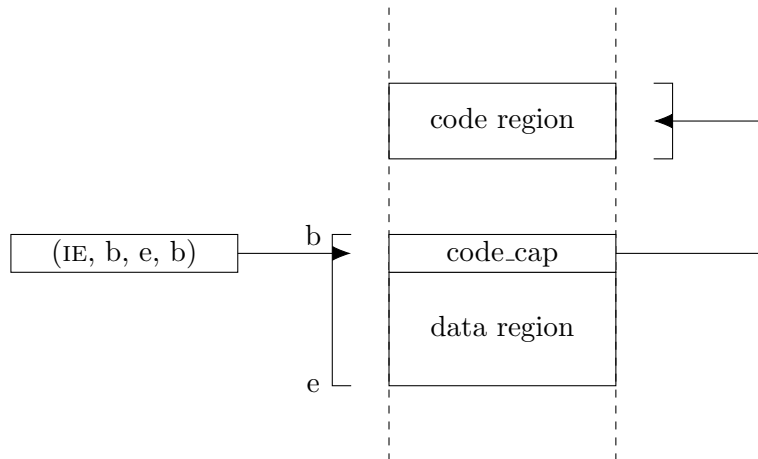 code region
b
(IE, b, e, b)
code_cap
data region
e